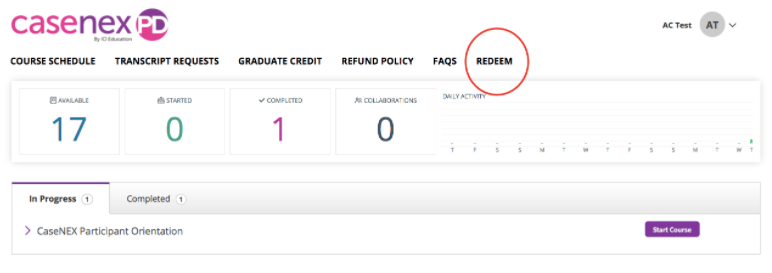 casenex PD
By IO Education
AC Test AT
COURSE SCHEDULE TRANSCRIPT REQUESTS GRADUATE CREDIT REFUND POLICY FAQS REDEEM
AVAILABLE STARTED COMPLETED COLLABORATIONS DAILY ACTIVITY
17 0 1 0
T F S S M T W T F S S M T W T
In Progress 1 Completed 1
CaseNEX Participant Orientation Start Course